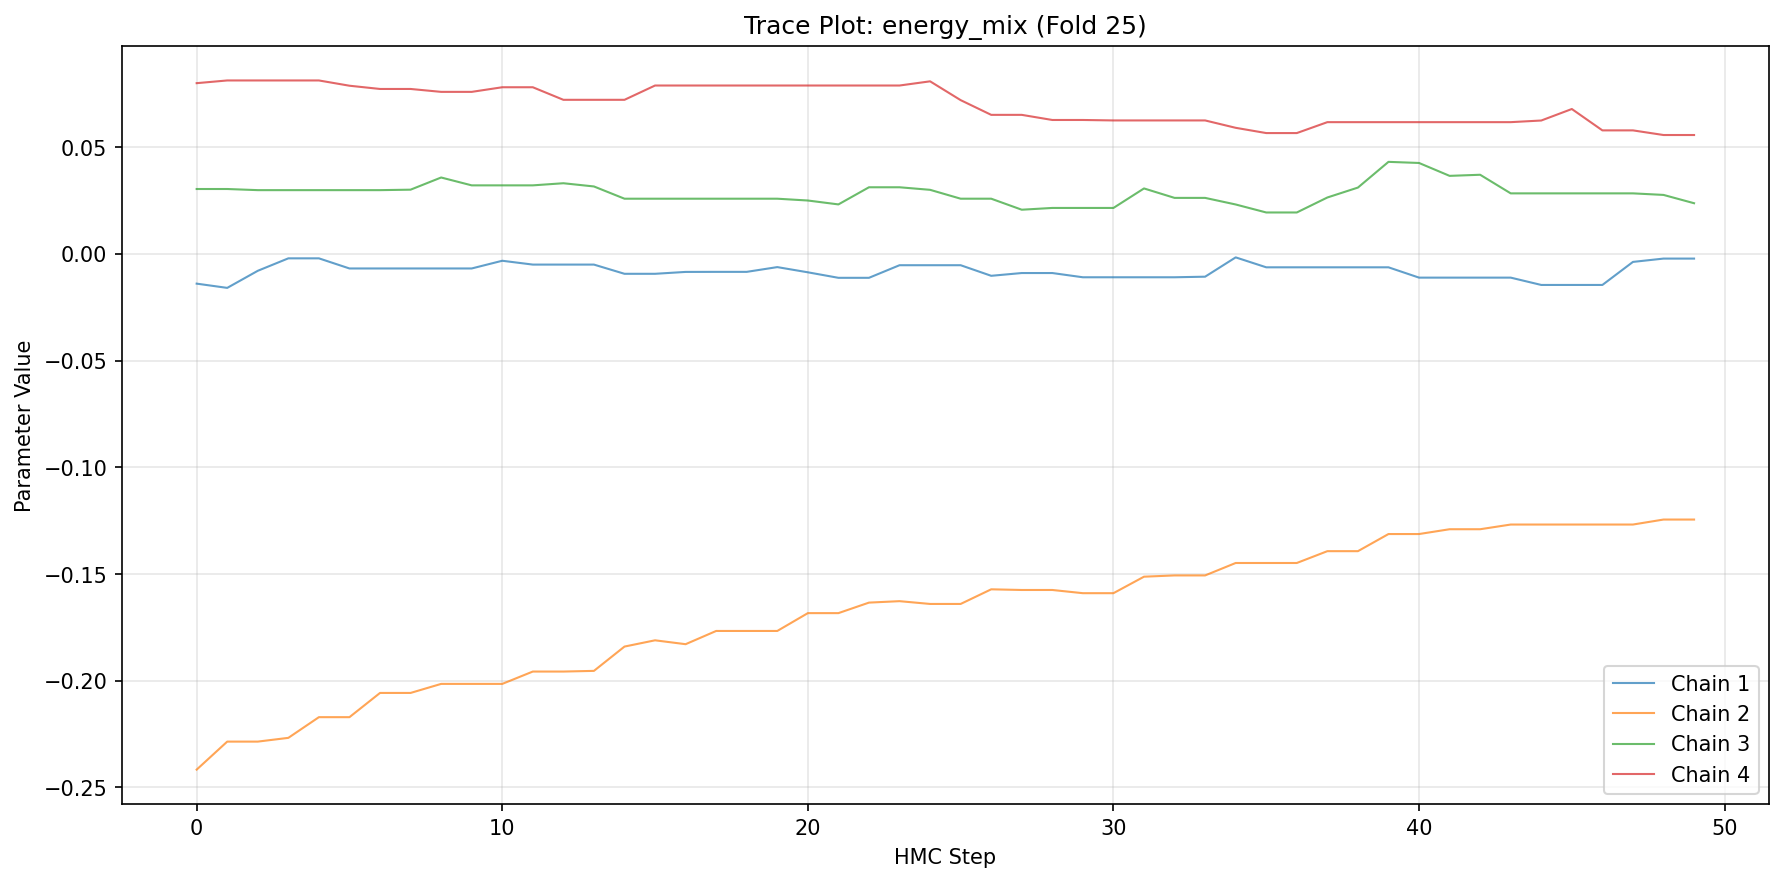 Trace Plot: energy_mix (Fold 25)
Parameter Value
0.05
0.00
−0.05
−0.10
−0.15
−0.20
−0.25
Chain 1
Chain 2
Chain 3
Chain 4
0 10 20 30 40 50
HMC Step